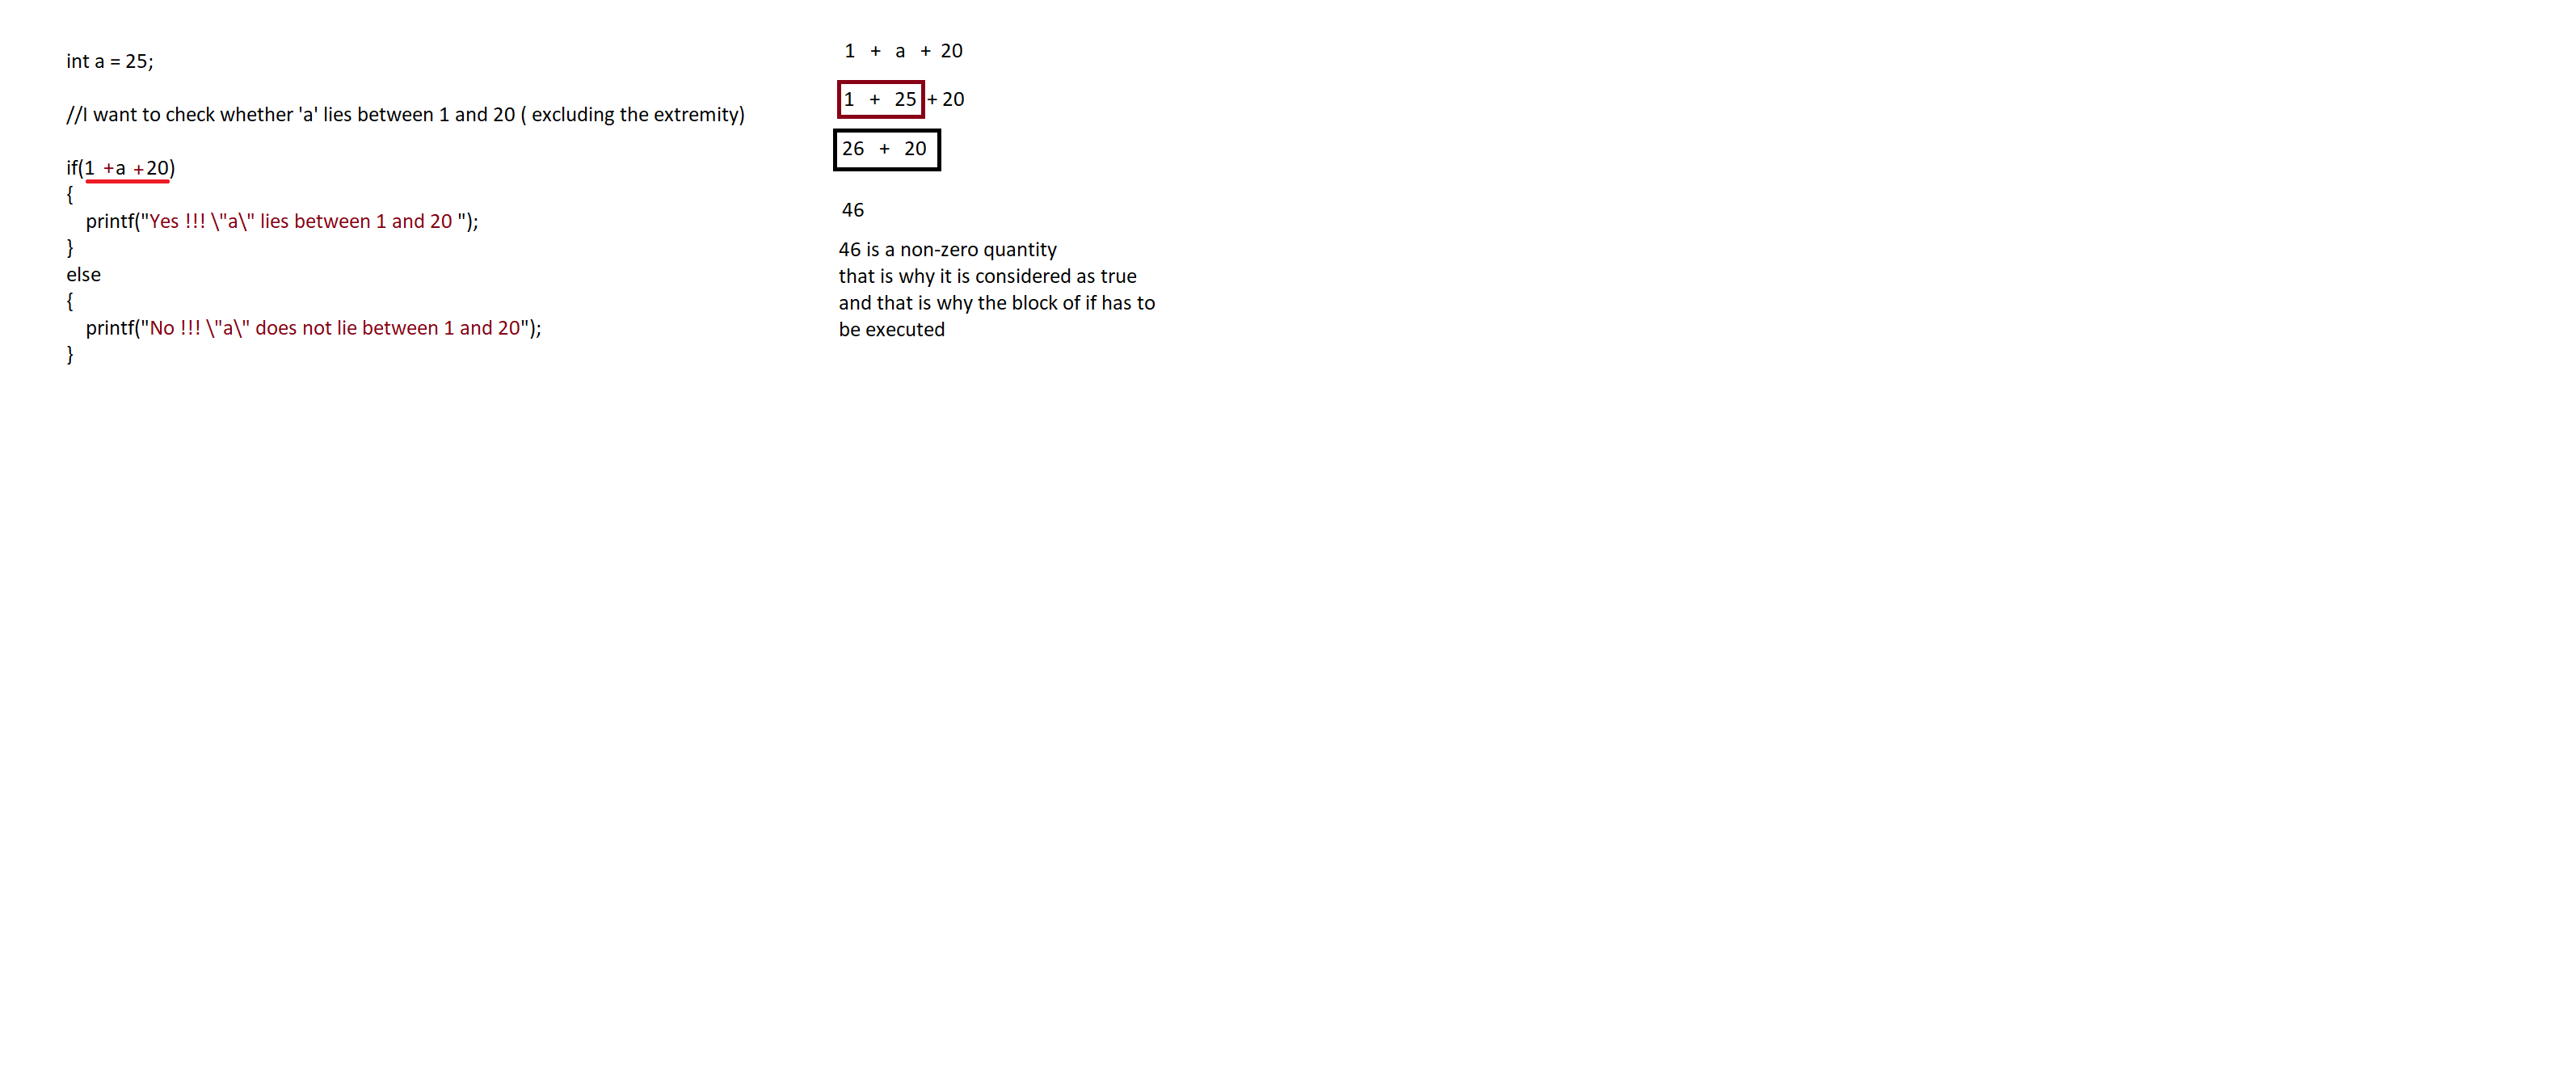 int a = 25;
//I want to check whether 'a' lies between 1 and 20 ( excluding the extremity)
if(1 +a +20)
{
printf("Yes !!! \"a\" lies between 1 and 20 ");
}
else
{
printf("No !!! \"a\" does not lie between 1 and 20");
}
1 + a + 20
1 + 25 + 20
26 + 20
46
46 is a non-zero quantity
that is why it is considered as true
and that is why the block of if has to
be executed